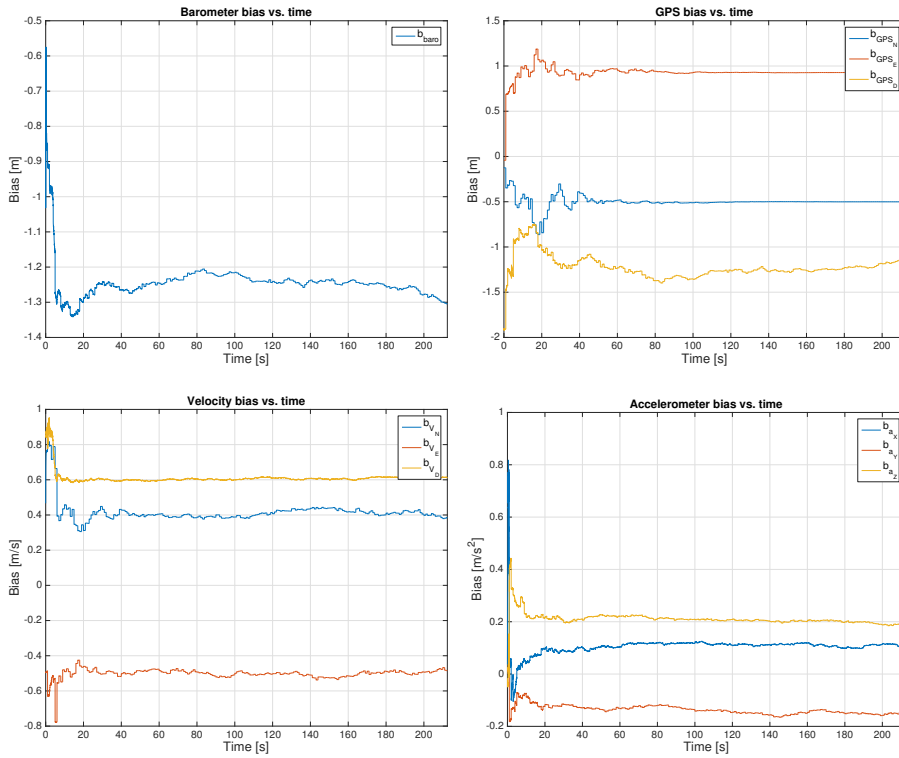 Barometer bias vs. time
-0.5
-0.6
-0.7
-0.8
-0.9
-1
-1.1
-1.2
-1.3
-1.4
Bias [m]
0 20 40 60 80 100 120 140 160 180 200
Time [s]
b_baro
GPS bias vs. time
1.5
1
0.5
0
-0.5
-1
-1.5
-2
Bias [m]
0 20 40 60 80 100 120 140 160 180 200
Time [s]
b_GPS_N
b_GPS_E
b_GPS_D
Velocity bias vs. time
1
0.8
0.6
0.4
0.2
0
-0.2
-0.4
-0.6
-0.8
Bias [m/s]
0 20 40 60 80 100 120 140 160 180 200
Time [s]
b_V_N
b_V_E
b_V_D
Accelerometer bias vs. time
1
0.8
0.6
0.4
0.2
0
-0.2
Bias [m/s²]
0 20 40 60 80 100 120 140 160 180 200
Time [s]
b_a_X
b_a_Y
b_a_Z